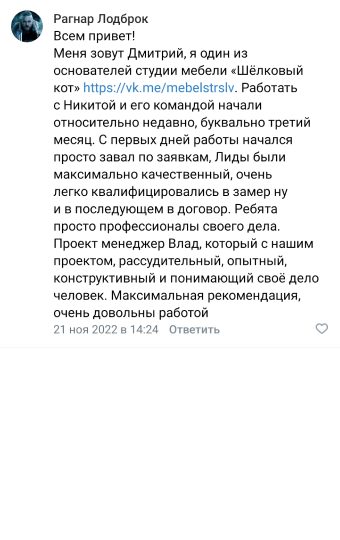 Рагнар Лодброк
Всем привет!
Меня зовут Дмитрий, я один из
основателей студии мебели «Шёлковый
кот» https://vk.me/mebelstrslv. Работать
с Никитой и его командой начали
относительно недавно, буквально третий
месяц. С первых дней работы начался
просто завал по заявкам, Лиды были
максимально качественный, очень
легко квалифицировались в замер ну
и в последующем в договор. Ребята
просто профессионалы своего дела.
Проект менеджер Влад, который с нашим
проектом, рассудительный, опытный,
конструктивный и понимающий своё дело
человек. Максимальная рекомендация,
очень довольны работой
21 ноя 2022 в 14:24 Ответить